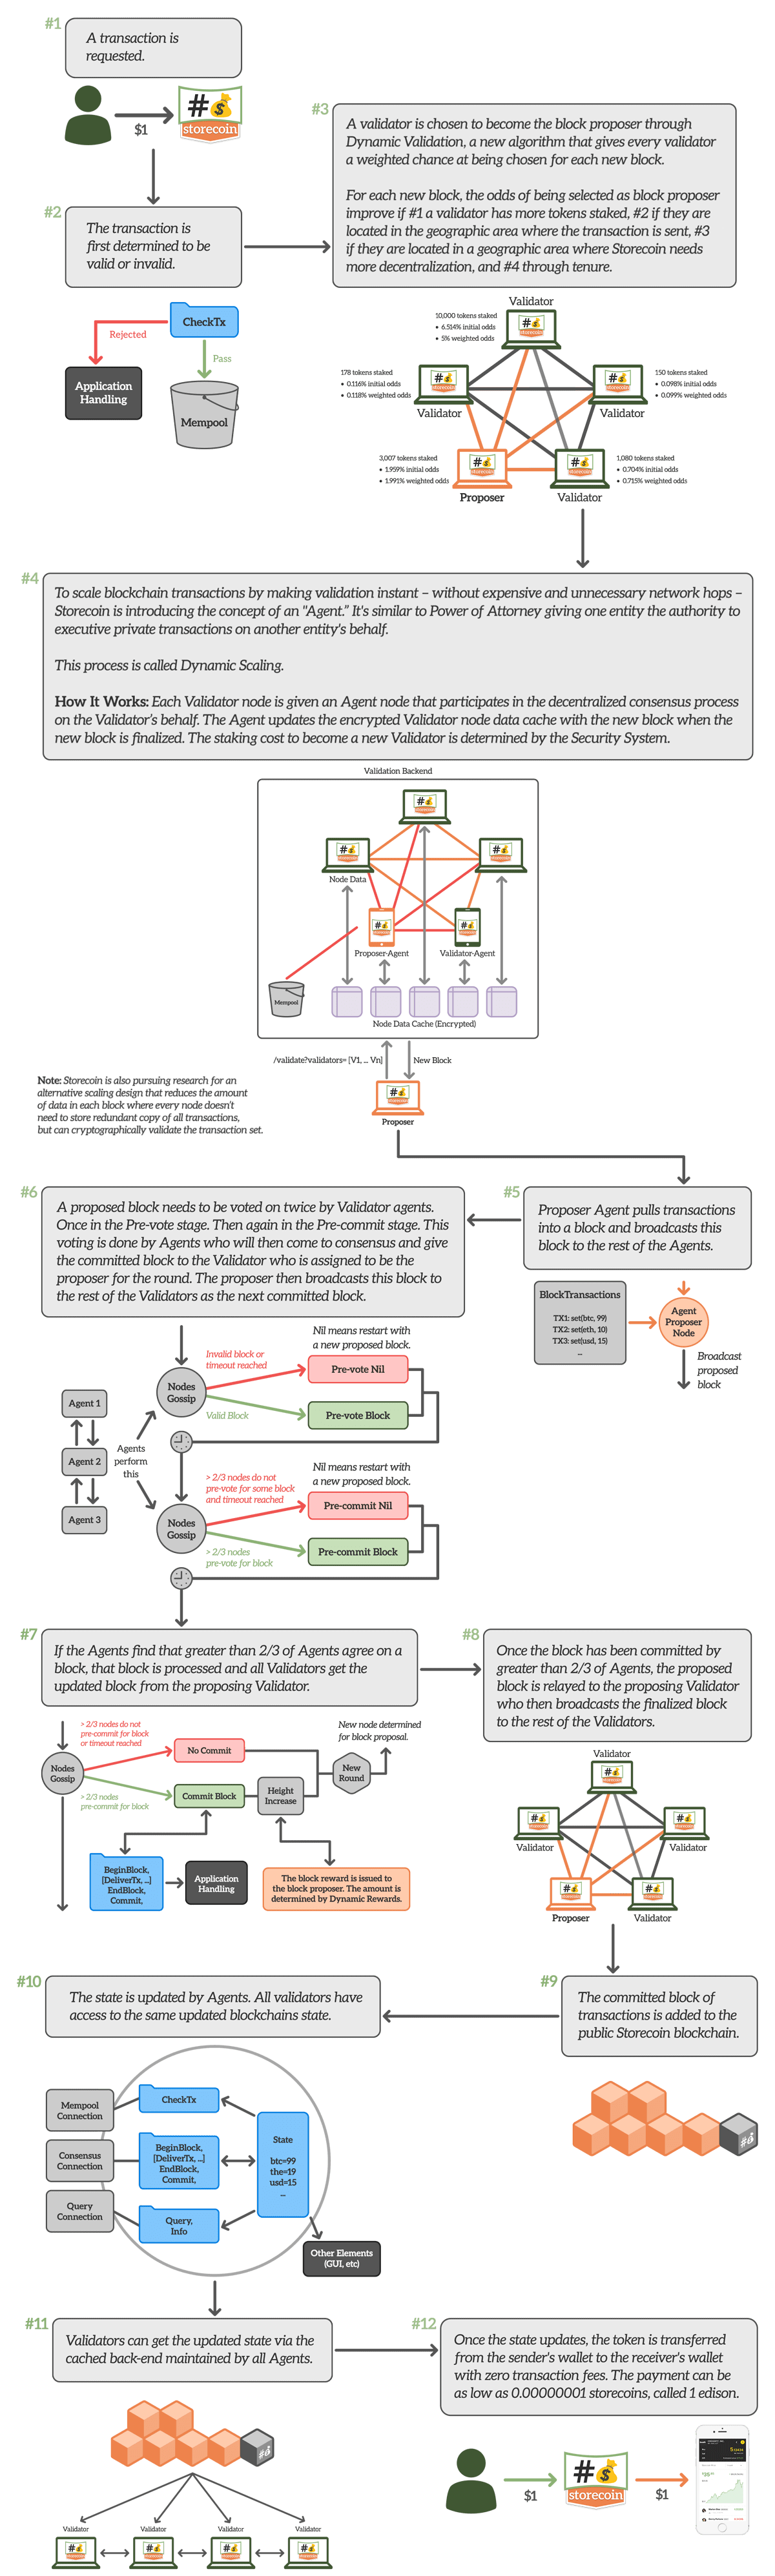 #1
A transaction is
requested.
$1
#
storecoin
#2
The transaction is
first determined to be
valid or invalid.
Rejected
CheckTx
Pass
Application
Handling
Mempool
#3
A validator is chosen to become the block proposer through
Dynamic Validation, a new algorithm that gives every validator
a weighted chance at being chosen for each new block.
For each new block, the odds of being selected as block proposer
improve if #1 a validator has more tokens staked, #2 if they are
located in the geographic area where the transaction is sent, #3
if they are located in a geographic area where Storecoin needs
more decentralization, and #4 through tenure.
Validator
10,000 tokens staked
• 6.514% initial odds
• 5% weighted odds
178 tokens staked
• 0.116% initial odds
• 0.118% weighted odds
Validator
150 tokens staked
• 0.098% initial odds
• 0.099% weighted odds
Validator
3,007 tokens staked
• 1.959% initial odds
• 1.991% weighted odds
Proposer
1,080 tokens staked
• 0.704% initial odds
• 0.715% weighted odds
Validator
#4
To scale blockchain transactions by making validation instant – without expensive and unnecessary network hops –
Storecoin is introducing the concept of an "Agent." It's similar to Power of Attorney giving one entity the authority to
executive private transactions on another entity's behalf.
This process is called Dynamic Scaling.
How It Works: Each Validator node is given an Agent node that participates in the decentralized consensus process
on the Validator's behalf. The Agent updates the encrypted Validator node data cache with the new block when the
new block is finalized. The staking cost to become a new Validator is determined by the Security System.
Validation Backend
Node Data
Proposer-Agent
Validator-Agent
Mempool
Node Data Cache (Encrypted)
/validate?validators= [V1, ... Vn]
New Block
Proposer
Note: Storecoin is also pursuing research for an
alternative scaling design that reduces the amount
of data in each block where every node doesn't
need to store redundant copy of all transactions,
but can cryptographically validate the transaction set.
#5
Proposer Agent pulls transactions
into a block and broadcasts this
block to the rest of the Agents.
BlockTransactions
TX1: set(btc, 99)
TX2: set(eth, 10)
TX3: set(usd, 15)
...
Agent
Proposer
Node
Broadcast
proposed
block
#6
A proposed block needs to be voted on twice by Validator agents.
Once in the Pre-vote stage. Then again in the Pre-commit stage. This
voting is done by Agents who will then come to consensus and give
the committed block to the Validator who is assigned to be the
proposer for the round. The proposer then broadcasts this block to
the rest of the Validators as the next committed block.
Nil means restart with
a new proposed block.
Invalid block or
timeout reached
Pre-vote Nil
Nodes
Gossip
Valid Block
Pre-vote Block
Agent 1
Agent 2
Agent 3
Agents
perform
this
Nil means restart with
a new proposed block.
> 2/3 nodes do not
pre-vote for some block
and timeout reached
Pre-commit Nil
Nodes
Gossip
> 2/3 nodes
pre-vote for block
Pre-commit Block
#7
If the Agents find that greater than 2/3 of Agents agree on a
block, that block is processed and all Validators get the
updated block from the proposing Validator.
> 2/3 nodes do not
pre-commit for block
or timeout reached
No Commit
New node determined
for block proposal.
Nodes
Gossip
New
Round
> 2/3 nodes
pre-commit for block
Commit Block
Height
Increase
BeginBlock,
[DeliverTx, ...]
EndBlock,
Commit,
Application
Handling
The block reward is issued to
the block proposer. The amount is
determined by Dynamic Rewards.
#8
Once the block has been committed by
greater than 2/3 of Agents, the proposed
block is relayed to the proposing Validator
who then broadcasts the finalized block
to the rest of the Validators.
Validator
Validator
Validator
Proposer
Validator
#9
The committed block of
transactions is added to the
public Storecoin blockchain.
#10
The state is updated by Agents. All validators have
access to the same updated blockchains state.
Mempool
Connection
CheckTx
Consensus
Connection
BeginBlock,
[DeliverTx, ...]
EndBlock,
Commit,
State
btc=99
the=19
usd=15
...
Query
Connection
Query,
Info
Other Elements
(GUI, etc)
#11
Validators can get the updated state via the
cached back-end maintained by all Agents.
Validator
Validator
Validator
Validator
#12
Once the state updates, the token is transferred
from the sender's wallet to the receiver's wallet
with zero transaction fees. The payment can be
as low as 0.00000001 storecoins, called 1 edison.
$1
#
storecoin
$1